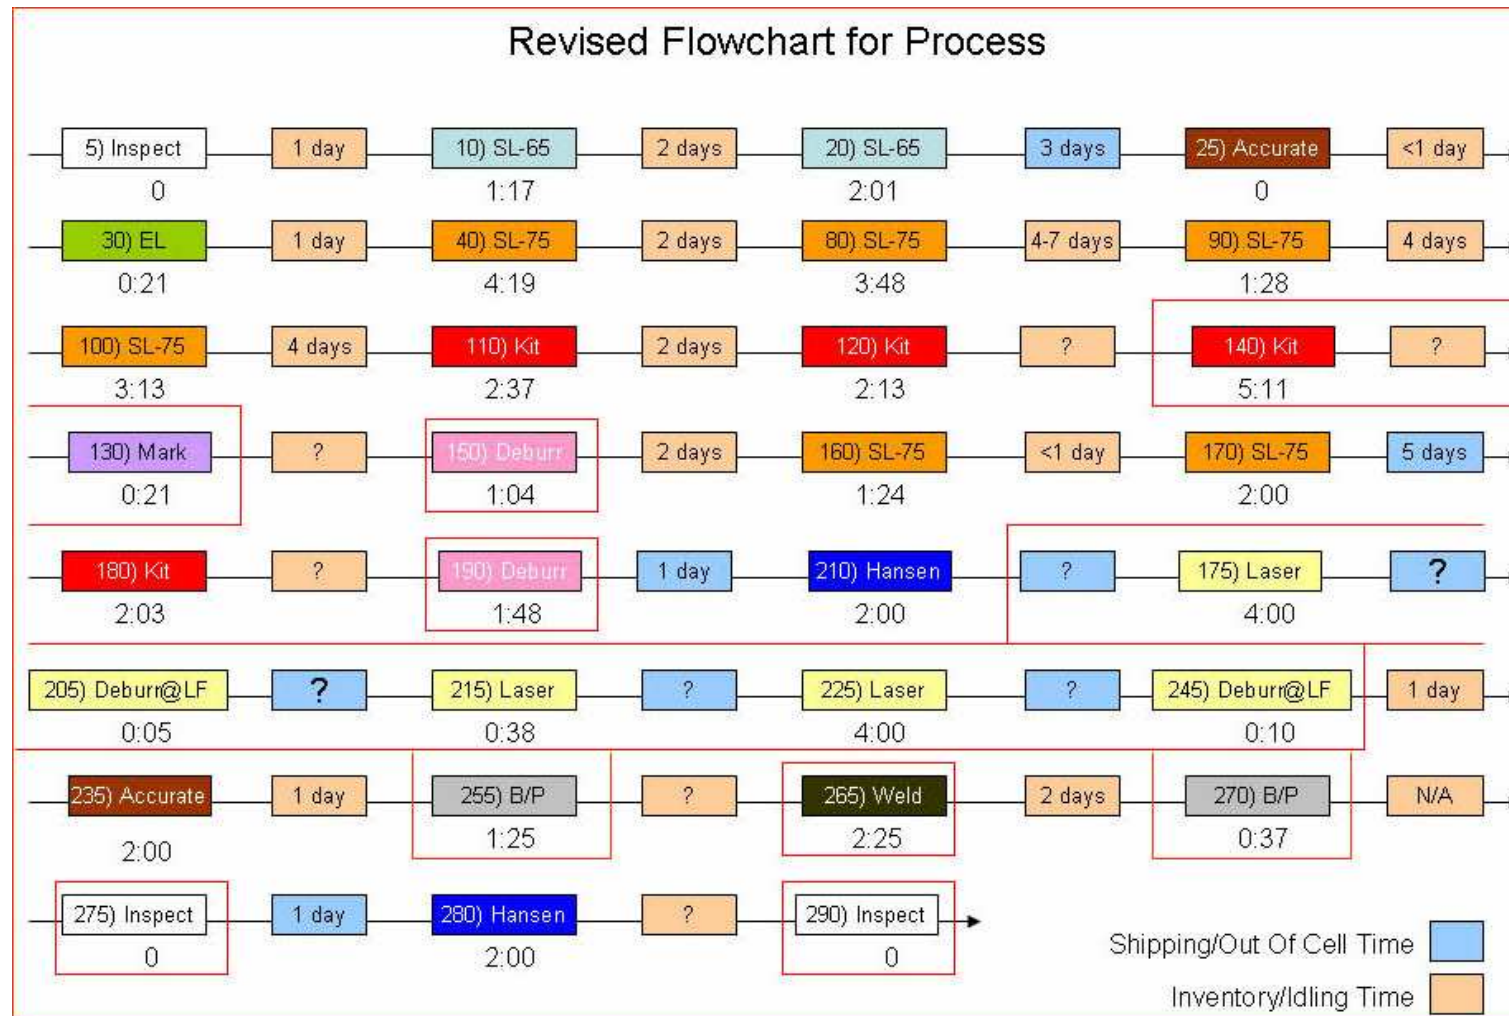 Revised Flowchart for Process
5) Inspect 1 day 10) SL-65 2 days 20) SL-65 3 days 25) Accurate <1 day
0 1:17 2:01 0
30) EL 1 day 40) SL-75 2 days 80) SL-75 4-7 days 90) SL-75 4 days
0:21 4:19 3:48 1:28
100) SL-75 4 days 110) Kit 2 days 120) Kit ? 140) Kit ?
3:13 2:37 2:13 5:11
130) Mark ? 150) Deburr 2 days 160) SL-75 <1 day 170) SL-75 5 days
0:21 1:04 1:24 2:00
180) Kit ? 190) Deburr 1 day 210) Hansen ? 175) Laser ?
2:03 1:48 2:00 4:00
205) Deburr@LF ? 215) Laser ? 225) Laser ? 245) Deburr@LF 1 day
0:05 0:38 4:00 0:10
235) Accurate 1 day 255) B/P ? 265) Weld 2 days 270) B/P N/A
2:00 1:25 2:25 0:37
275) Inspect 1 day 280) Hansen ? 290) Inspect
0 2:00 0
Shipping/Out Of Cell Time
Inventory/Idling Time